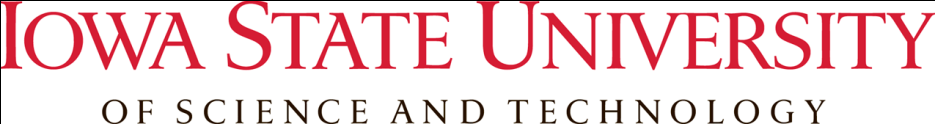 IOWA STATE UNIVERSITY
OF SCIENCE AND TECHNOLOGY